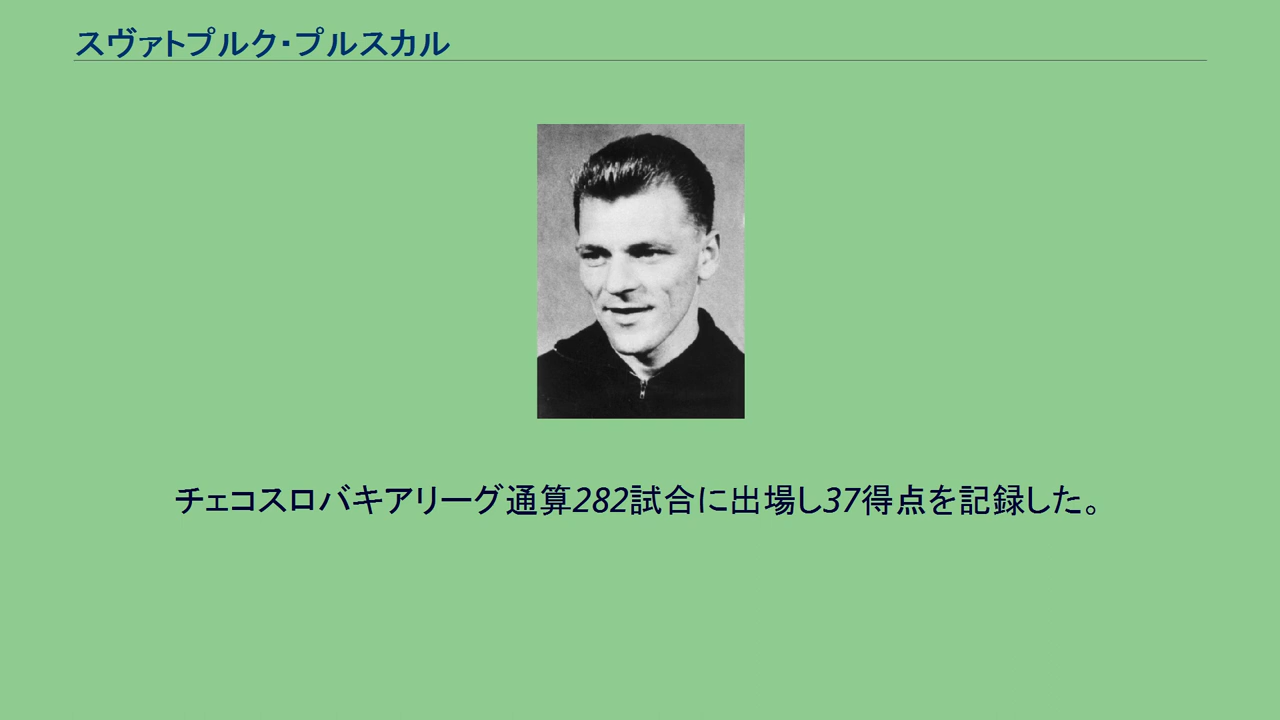 スヴァトプルク・プルスカル
チェコスロバキアリーグ通算282試合に出場し37得点を記録した。